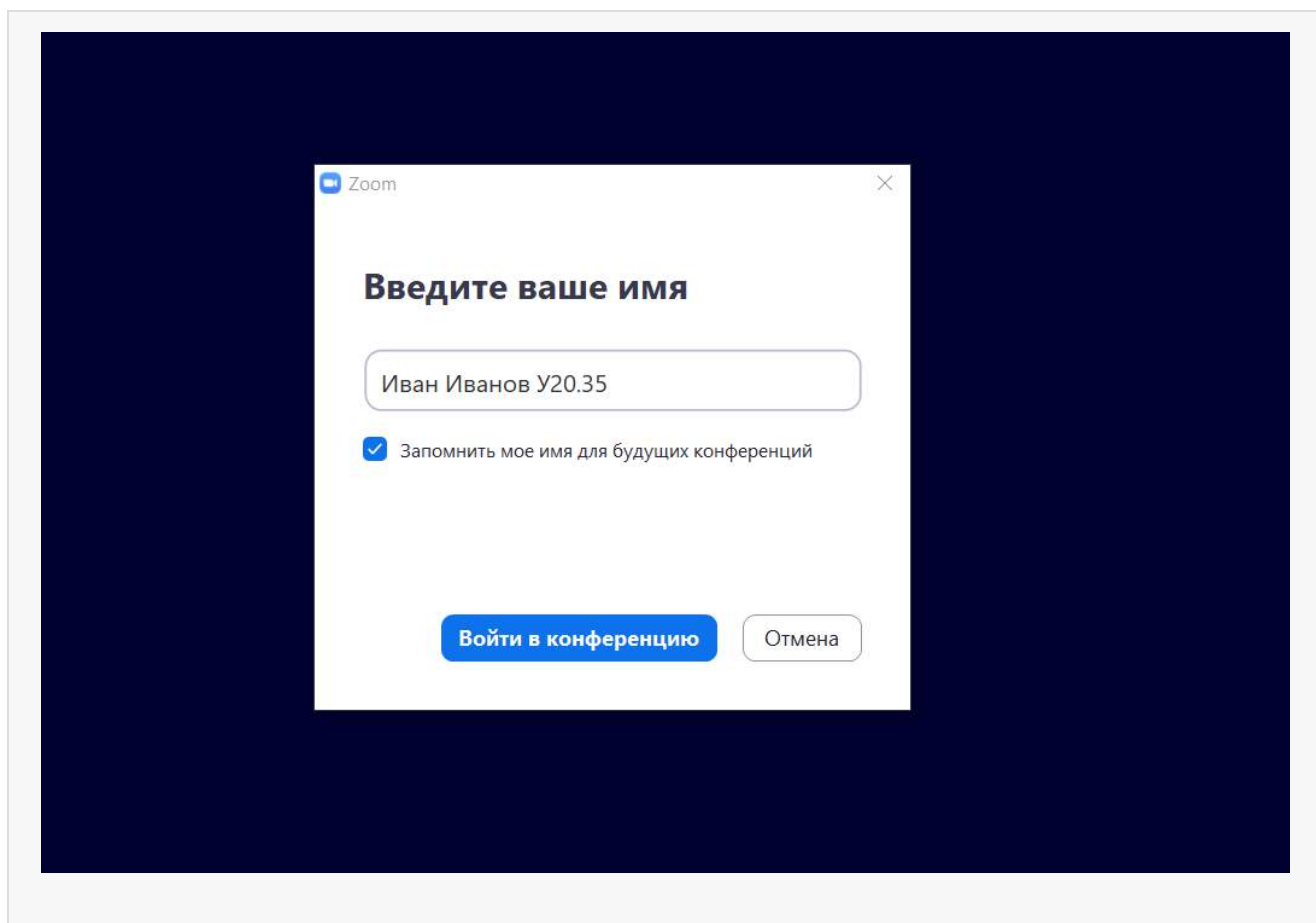 Zoom
Введите ваше имя
Иван Иванов У20.35
Запомнить мое имя для будущих конференций
Войти в конференцию Отмена